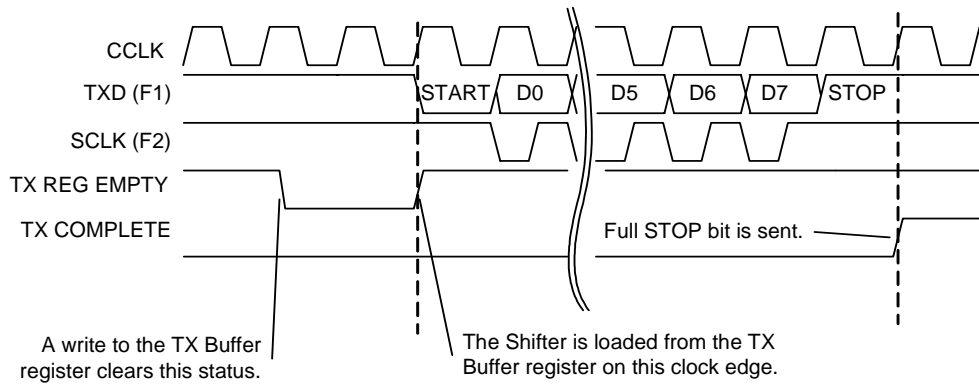 CCLK
TXD (F1) START D0 D5 D6 D7 STOP
SCLK (F2)
TX REG EMPTY
TX COMPLETE
Full STOP bit is sent.
A write to the TX Buffer
register clears this status.
The Shifter is loaded from the TX
Buffer register on this clock edge.